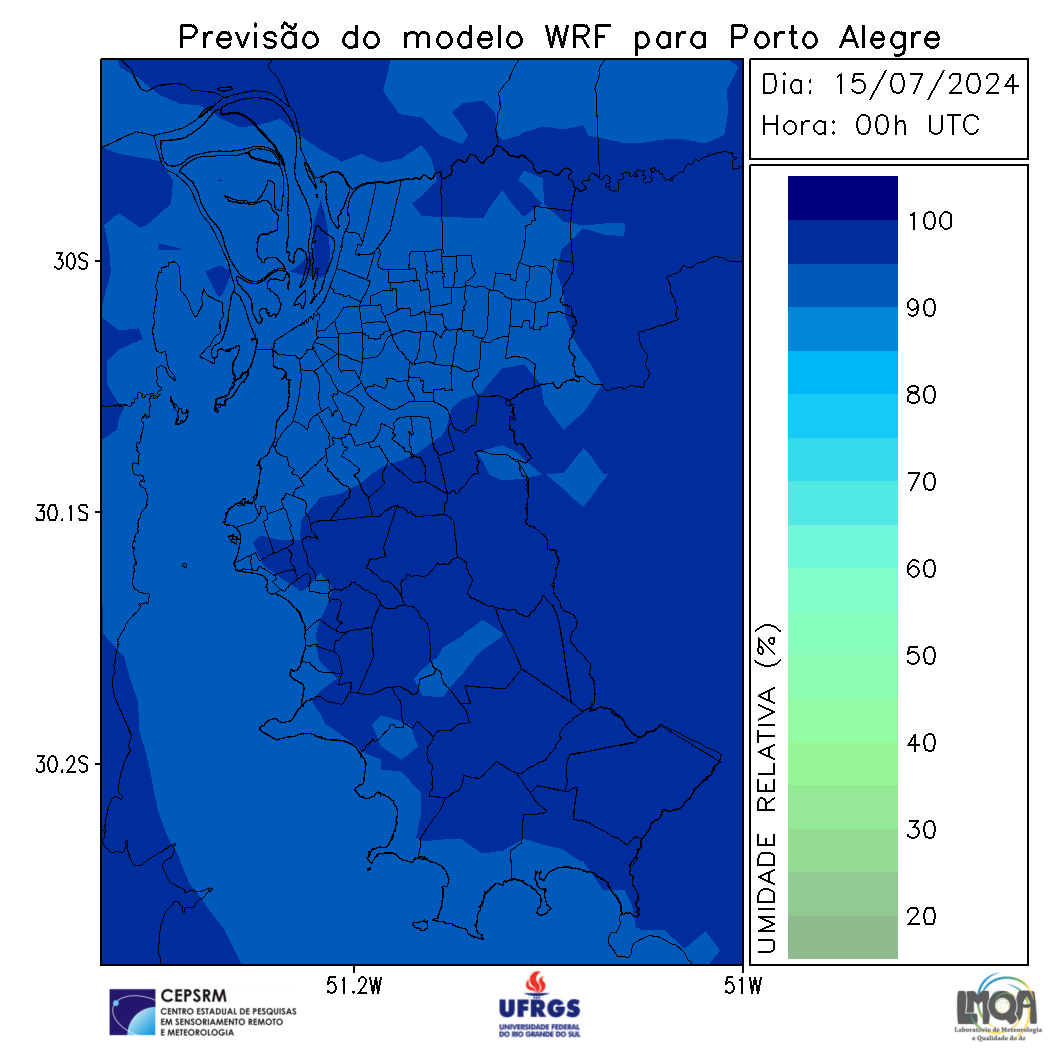 Previsão do modelo WRF para Porto Alegre
Dia: 15/07/2024
Hora: 00h UTC
100
90
80
70
60
50
40
30
20
UMIDADE RELATIVA (%)
30S
30.1S
30.2S
51.2W
51W
CEPSRM
CENTRO ESTADUAL DE PESQUISAS
EM SENSORIAMENTO REMOTO
E METEOROLOGIA
UFRGS
UNIVERSIDADE FEDERAL
DO RIO GRANDE DO SUL
LMQA
Laboratório de Meteorologia
e Qualidade do Ar